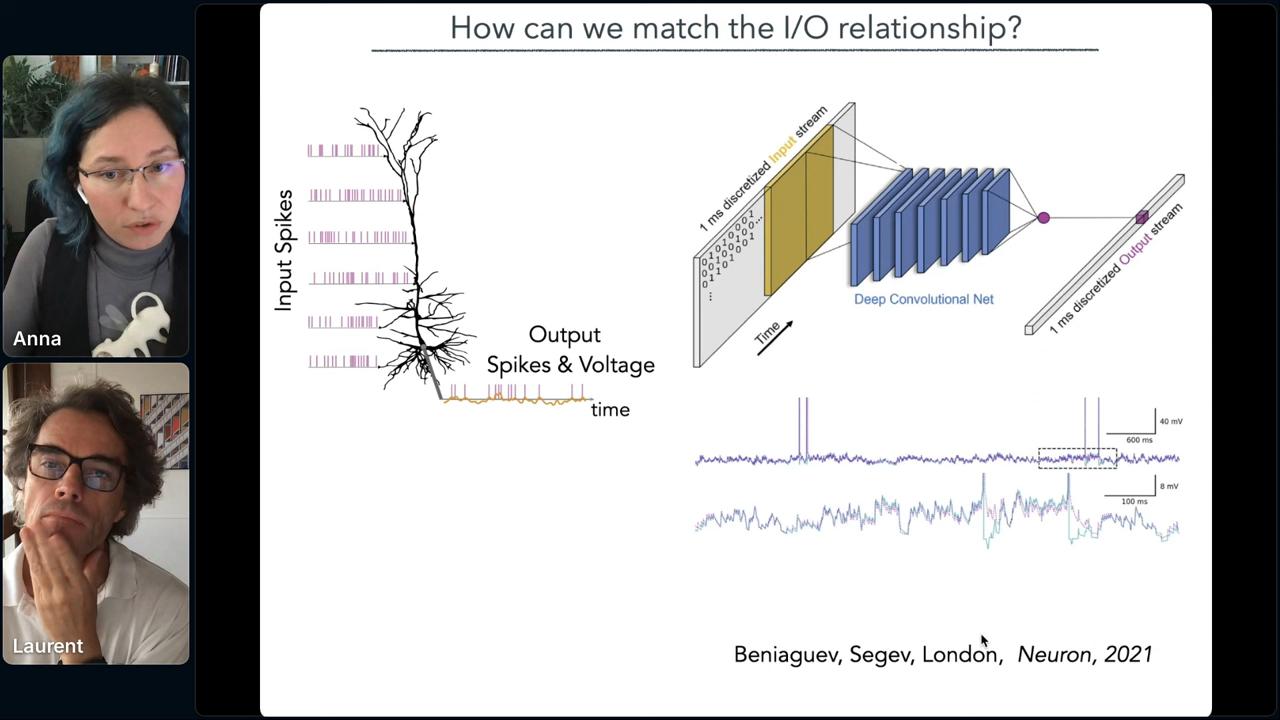 How can we match the I/O relationship?
Anna
Laurent
Input Spikes
Output
Spikes & Voltage
time
1 ms discretized Input stream
Time
Deep Convolutional Net
1 ms discretized Output stream
40 mV
600 ms
8 mV
100 ms
Beniaguev, Segev, London, Neuron, 2021